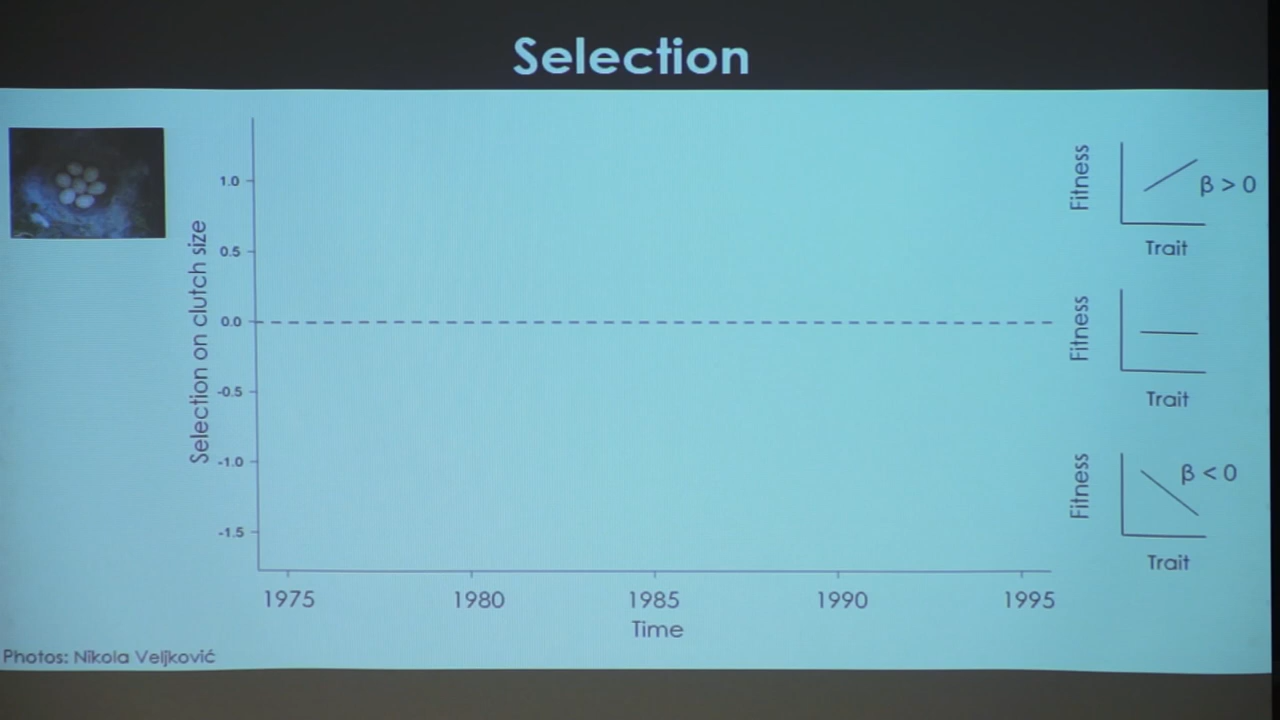 Selection
Selection on clutch size
1.0
0.5
0.0
-0.5
-1.0
-1.5
1975 1980 1985 1990 1995
Time
Fitness
β > 0
Trait
Fitness
Trait
Fitness
β < 0
Trait
Photos: Nikola Veljković